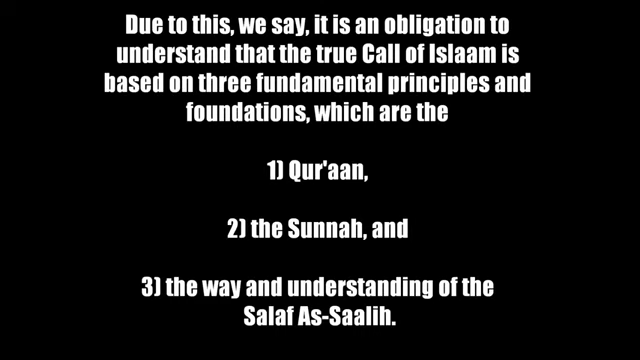 Due to this, we say, it is an obligation to
understand that the true Call of Islaam is
based on three fundamental principles and
foundations, which are the
1) Qur'aan,
2) the Sunnah, and
3) the way and understanding of the
Salaf As-Saalih.